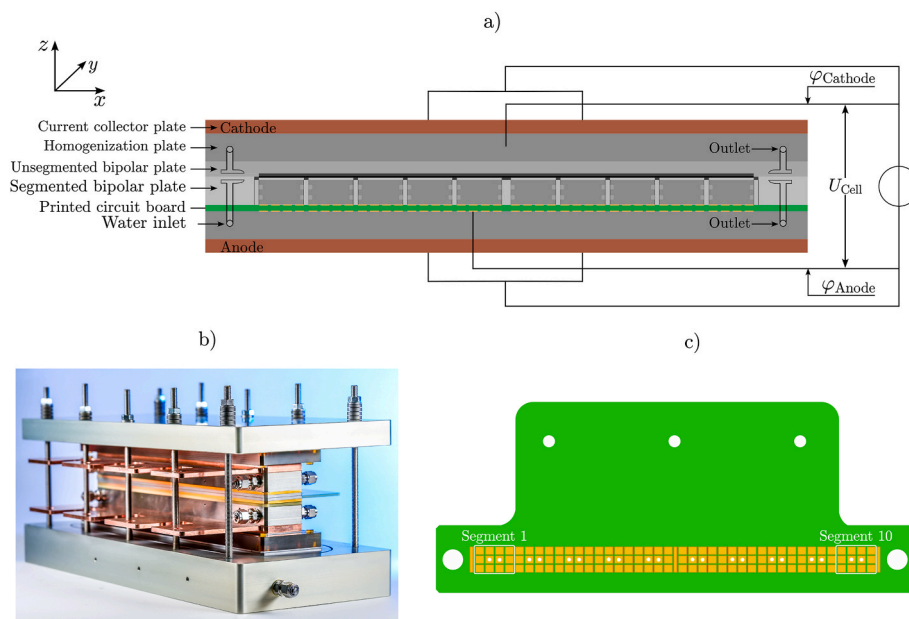 a)
z
y
x
φCathode
Current collector plate
Cathode
Homogenization plate
Outlet
Unsegmented bipolar plate
Segmented bipolar plate
UCell
Printed circuit board
Water inlet
Outlet
Anode
φAnode
b)
c)
Segment 1
Segment 10